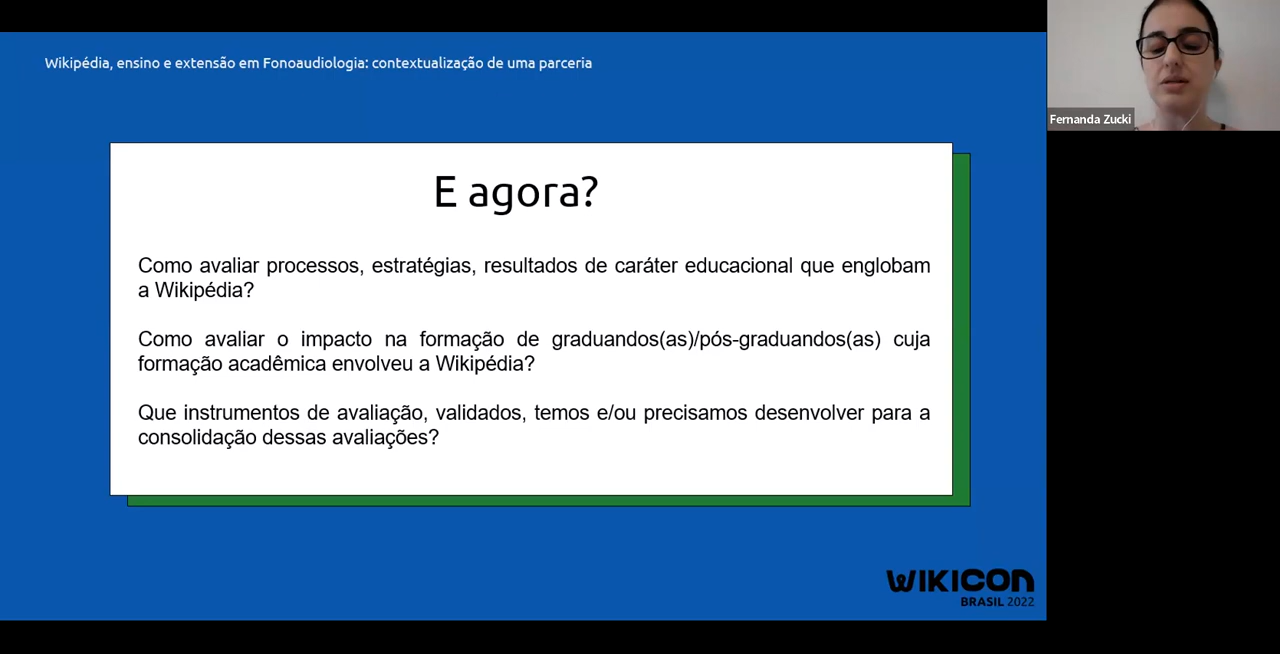 Wikipédia, ensino e extensão em Fonoaudiologia: contextualização de uma parceria
Fernanda Zucki
E agora?
Como avaliar processos, estratégias, resultados de caráter educacional que englobam
a Wikipédia?
Como avaliar o impacto na formação de graduandos(as)/pós-graduandos(as) cuja
formação acadêmica envolveu a Wikipédia?
Que instrumentos de avaliação, validados, temos e/ou precisamos desenvolver para a
consolidação dessas avaliações?
WIKICON
BRASIL 2022